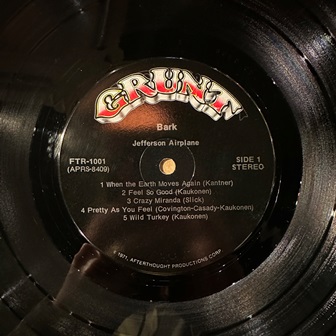 GRUNT
Bark
Jefferson Airplane
FTR-1001
(APRS-8409)
SIDE 1
STEREO
1 When the Earth Moves Again (Kantner)
2 Feel So Good (Kaukonen)
3 Crazy Miranda (Slick)
4 Pretty As You Feel (Covington-Casady-Kaukonen)
5 Wild Turkey (Kaukonen)
℗ 1971, AFTERTHOUGHT PRODUCTIONS CORP.